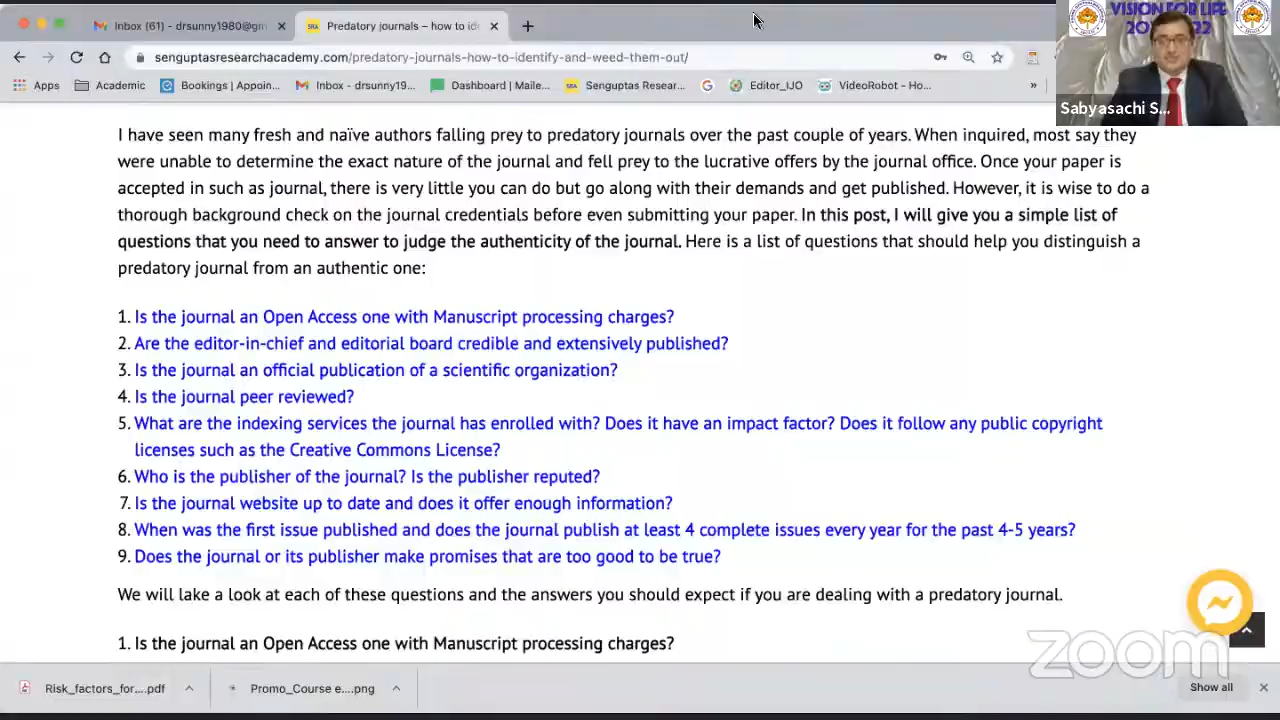 Inbox (61) - drsunny1980@gm
Predatory journals – how to ide
senguptasresearchacademy.com/predatory-journals-how-to-identify-and-weed-them-out/
Apps
Academic
Bookings | Appoin...
Inbox - drsunny19...
Dashboard | Maile...
Senguptas Resear...
Editor_IJO
VideoRobot - Ho...
»
VISION FOR LIFE
Sabyasachi S...
I have seen many fresh and naïve authors falling prey to predatory journals over the past couple of years. When inquired, most say they
were unable to determine the exact nature of the journal and fell prey to the lucrative offers by the journal office. Once your paper is
accepted in such as journal, there is very little you can do but go along with their demands and get published. However, it is wise to do a
thorough background check on the journal credentials before even submitting your paper. In this post, I will give you a simple list of
questions that you need to answer to judge the authenticity of the journal. Here is a list of questions that should help you distinguish a
predatory journal from an authentic one:
1. Is the journal an Open Access one with Manuscript processing charges?
2. Are the editor-in-chief and editorial board credible and extensively published?
3. Is the journal an official publication of a scientific organization?
4. Is the journal peer reviewed?
5. What are the indexing services the journal has enrolled with? Does it have an impact factor? Does it follow any public copyright
licenses such as the Creative Commons License?
6. Who is the publisher of the journal? Is the publisher reputed?
7. Is the journal website up to date and does it offer enough information?
8. When was the first issue published and does the journal publish at least 4 complete issues every year for the past 4-5 years?
9. Does the journal or its publisher make promises that are too good to be true?
We will lake a look at each of these questions and the answers you should expect if you are dealing with a predatory journal.
1. Is the journal an Open Access one with Manuscript processing charges?
zoom
Risk_factors_for....pdf
Promo_Course e....png
Show all